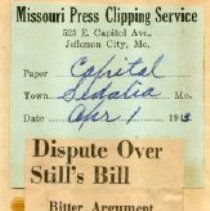 Missouri Press Clipping Service
323 E. Capitol Ave.,
Jefferson City, Mo.
Paper Capital
Town Sedalia Mo.
Date Apr 1 19
Dispute Over
Still's Bill
Bitter Argument